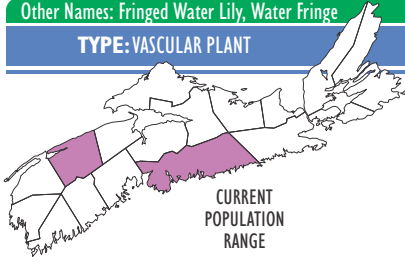 Other Names: Fringed Water Lily, Water Fringe
TYPE: VASCULAR PLANT
CURRENT
POPULATION
RANGE